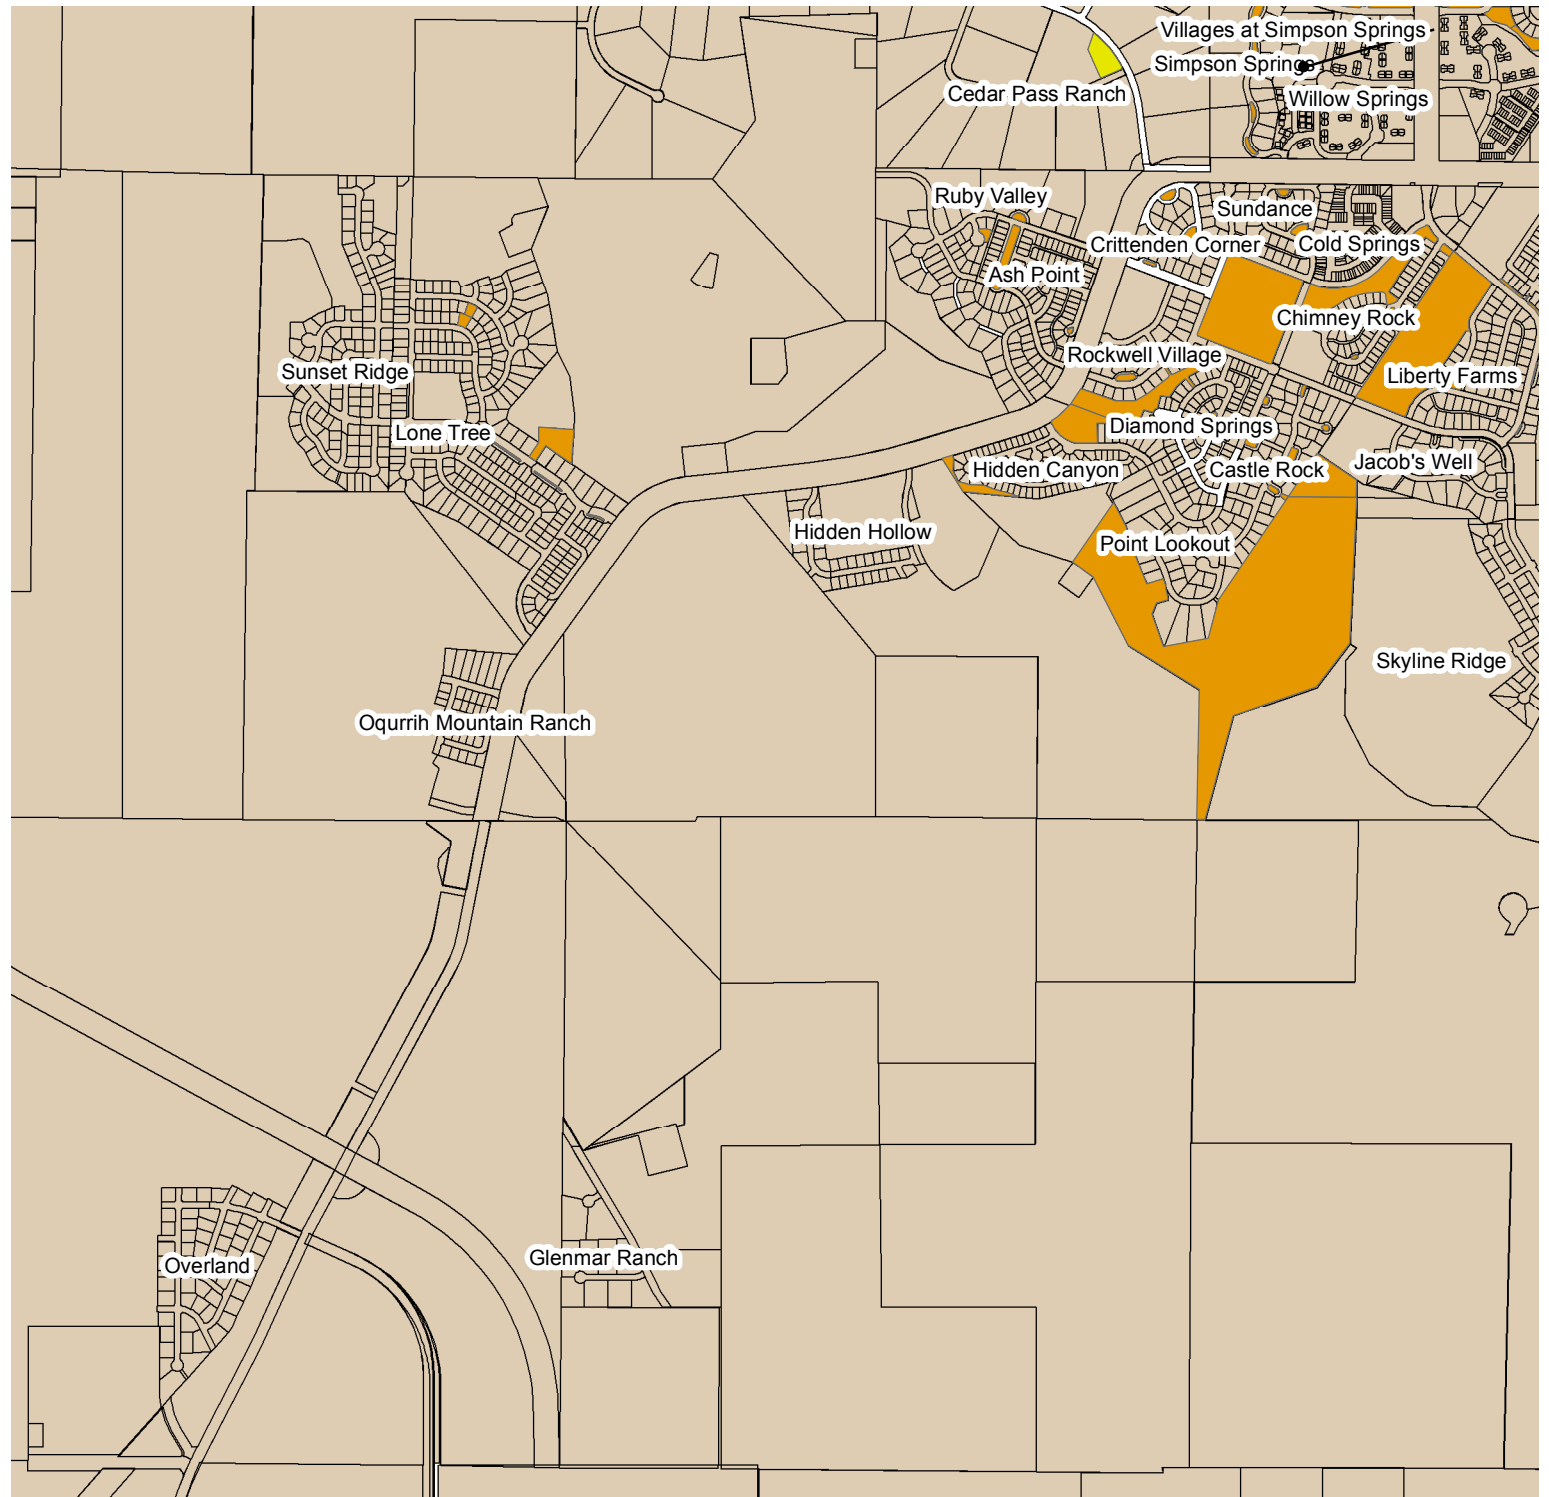 Villages at Simpson Springs
Simpson Springs
Cedar Pass Ranch
Willow Springs
Ruby Valley
Sundance
Crittenden Corner
Cold Springs
Ash Point
Chimney Rock
Rockwell Village
Sunset Ridge
Liberty Farms
Lone Tree
Diamond Springs
Hidden Canyon
Castle Rock
Jacob's Well
Hidden Hollow
Point Lookout
Skyline Ridge
Oqurrih Mountain Ranch
Overland
Glenmar Ranch